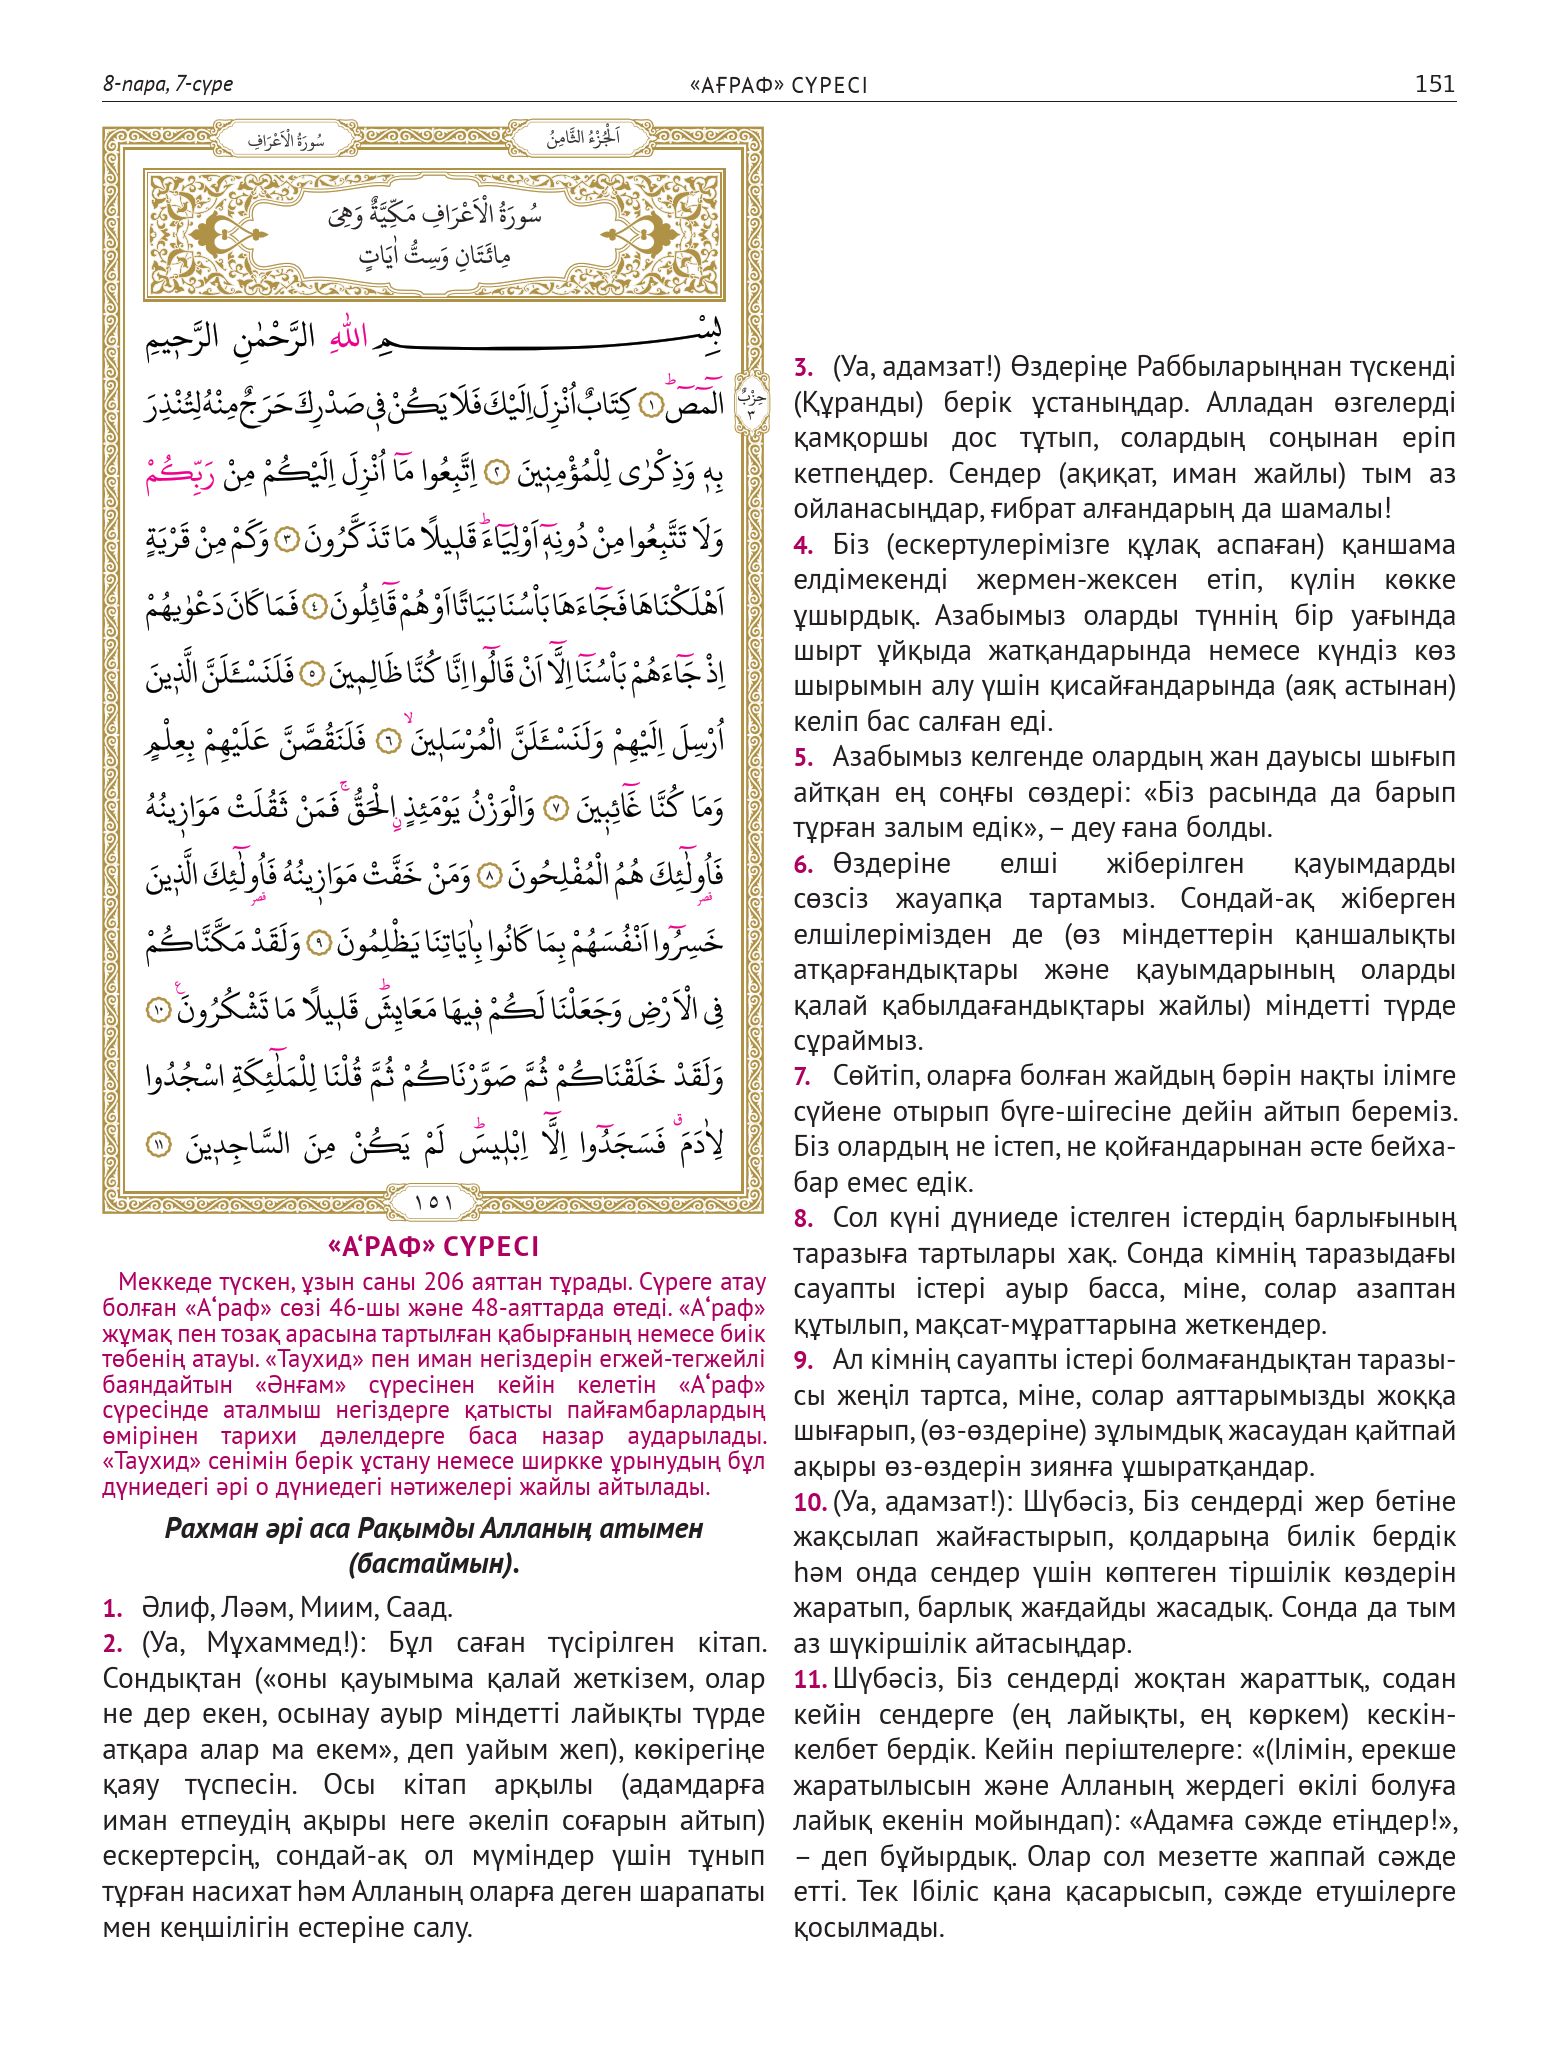 8-пара, 7-сүре
«АҒРАФ» СҮРЕСІ
151
سُورَةُ الْاَعْرَافِ
اَلْجُزْءُ الثَّامِنُ
سُورَةُ الْاَعْرَافِ مَكِّيَّةٌ وَهِىَ
مِائَتَانِ وَسِتُّ اٰيَاتٍ
بِسْمِ اللّٰهِ الرَّحْمٰنِ الرَّحٖيمِ
الٓمٓصٓ ۜ ﴿١﴾ كِتَابٌ اُنْزِلَ اِلَيْكَ فَلَا يَكُنْ فٖى صَدْرِكَ حَرَجٌ مِنْهُ لِتُنْذِرَ
حِزْبٌ
٣
بِهٖ وَذِكْرٰى لِلْمُؤْمِنٖينَ ﴿٢﴾ اِتَّبِعُوا مَٓا اُنْزِلَ اِلَيْكُمْ مِنْ رَبِّكُمْ
وَلَا تَتَّبِعُوا مِنْ دُونِهٖٓ اَوْلِيَٓاءَ ؕ قَلٖيلًا مَا تَذَكَّرُونَ ﴿٣﴾ وَكَمْ مِنْ قَرْيَةٍ
اَهْلَكْنَاهَا فَجَٓاءَهَا بَاْسُنَا بَيَاتًا اَوْ هُمْ قَٓائِلُونَ ﴿٤﴾ فَمَا كَانَ دَعْوٰيهُمْ
اِذْ جَٓاءَهُمْ بَاْسُنَٓا اِلَّٓا اَنْ قَالُٓوا اِنَّا كُنَّا ظَالِمٖينَ ﴿٥﴾ فَلَنَسْـَٔلَنَّ الَّذٖينَ
اُرْسِلَ اِلَيْهِمْ وَلَنَسْـَٔلَنَّ الْمُرْسَلٖينَ ۙ ﴿٦﴾ فَلَنَقُصَّنَّ عَلَيْهِمْ بِعِلْمٍ
وَمَا كُنَّا غَٓائِبٖينَ ﴿٧﴾ وَالْوَزْنُ يَوْمَئِذٍ ࣙالْحَقُّ ۚ فَمَنْ ثَقُلَتْ مَوَازٖينُهُ
فَاُولٰٓئِكَ هُمُ الْمُفْلِحُونَ ﴿٨﴾ وَمَنْ خَفَّتْ مَوَازٖينُهُ فَاُولٰٓئِكَ الَّذٖينَ
خَسِرُٓوا اَنْفُسَهُمْ بِمَا كَانُوا بِاٰيَاتِنَا يَظْلِمُونَ ﴿٩﴾ وَلَقَدْ مَكَّنَّاكُمْ
فِى الْاَرْضِ وَجَعَلْنَا لَكُمْ فٖيهَا مَعَايِشَ ؕ قَلٖيلًا مَا تَشْكُرُونَ ﴿١٠﴾
وَلَقَدْ خَلَقْنَاكُمْ ثُمَّ صَوَّرْنَاكُمْ ثُمَّ قُلْنَا لِلْمَلٰٓئِكَةِ اسْجُدُوا
لِاٰدَمَ فَسَجَدُٓوا اِلَّٓا اِبْلٖيسَ ؕ لَمْ يَكُنْ مِنَ السَّاجِدٖينَ ﴿١١﴾
١٥١
«А‘РАФ» СҮРЕСІ
Меккеде түскен, ұзын саны 206 аяттан тұрады. Сүреге атау
болған «А‘раф» сөзі 46-шы және 48-аяттарда өтеді. «А‘раф»
жұмақ пен тозақ арасына тартылған қабырғаның немесе биік
төбенің атауы. «Таухид» пен иман негіздерін егжей-тегжейлі
баяндайтын «Әнғам» сүресінен кейін келетін «А‘раф»
сүресінде аталмыш негіздерге қатысты пайғамбарлардың
өмірінен тарихи дәлелдерге баса назар аударылады.
«Таухид» сенімін берік ұстану немесе ширкке ұрынудың бұл
дүниедегі әрі о дүниедегі нәтижелері жайлы айтылады.
Рахман әрі аса Рақымды Алланың атымен
(бастаймын).
1. Әлиф, Ләәм, Миим, Саад.
2. (Уа, Мұхаммед!): Бұл саған түсірілген кітап.
Сондықтан («оны қауымыма қалай жеткізем, олар
не дер екен, осынау ауыр міндетті лайықты түрде
атқара алар ма екем», деп уайым жеп), көкірегіңе
қаяу түспесін. Осы кітап арқылы (адамдарға
иман етпеудің ақыры неге әкеліп соғарын айтып)
ескертерсің, сондай-ақ ол мүміндер үшін тұнып
тұрған насихат һәм Алланың оларға деген шарапаты
мен кеңшілігін естеріне салу.
3. (Уа, адамзат!) Өздеріңе Раббыларыңнан түскенді
(Құранды) берік ұстаныңдар. Алладан өзгелерді
қамқоршы дос тұтып, солардың соңынан еріп
кетпеңдер. Сендер (ақиқат, иман жайлы) тым аз
ойланасыңдар, ғибрат алғандарың да шамалы!
4. Біз (ескертулерімізге құлақ аспаған) қаншама
елдімекенді жермен-жексен етіп, күлін көкке
ұшырдық. Азабымыз оларды түннің бір уағында
шырт ұйқыда жатқандарында немесе күндіз көз
шырымын алу үшін қисайғандарында (аяқ астынан)
келіп бас салған еді.
5. Азабымыз келгенде олардың жан дауысы шығып
айтқан ең соңғы сөздері: «Біз расында да барып
тұрған залым едік», – деу ғана болды.
6. Өздеріне елші жіберілген қауымдарды
сөзсіз жауапқа тартамыз. Сондай-ақ жіберген
елшілерімізден де (өз міндеттерін қаншалықты
атқарғандықтары және қауымдарының оларды
қалай қабылдағандықтары жайлы) міндетті түрде
сұраймыз.
7. Сөйтіп, оларға болған жайдың бәрін нақты ілімге
сүйене отырып бүге-шігесіне дейін айтып береміз.
Біз олардың не істеп, не қойғандарынан әсте бейха-
бар емес едік.
8. Сол күні дүниеде істелген істердің барлығының
таразыға тартылары хақ. Сонда кімнің таразыдағы
сауапты істері ауыр басса, міне, солар азаптан
құтылып, мақсат-мұраттарына жеткендер.
9. Ал кімнің сауапты істері болмағандықтан таразы-
сы жеңіл тартса, міне, солар аяттарымызды жоққа
шығарып, (өз-өздеріне) зұлымдық жасаудан қайтпай
ақыры өз-өздерін зиянға ұшыратқандар.
10. (Уа, адамзат!): Шүбәсіз, Біз сендерді жер бетіне
жақсылап жайғастырып, қолдарыңа билік бердік
һәм онда сендер үшін көптеген тіршілік көздерін
жаратып, барлық жағдайды жасадық. Сонда да тым
аз шүкіршілік айтасыңдар.
11. Шүбәсіз, Біз сендерді жоқтан жараттық, содан
кейін сендерге (ең лайықты, ең көркем) кескін-
келбет бердік. Кейін періштелерге: «(Ілімін, ерекше
жаратылысын және Алланың жердегі өкілі болуға
лайық екенін мойындап): «Адамға сәжде етіңдер!»,
– деп бұйырдық. Олар сол мезетте жаппай сәжде
етті. Тек Ібіліс қана қасарысып, сәжде етушілерге
қосылмады.